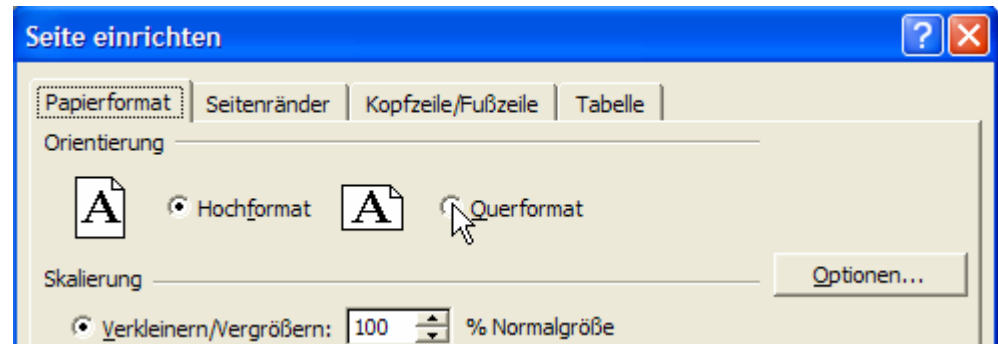 Seite einrichten
Papierformat Seitenränder Kopfzeile/Fußzeile Tabelle
Orientierung
A Hochformat A Querformat
Skalierung Optionen...
Verkleinern/Vergrößern: 100 % Normalgröße